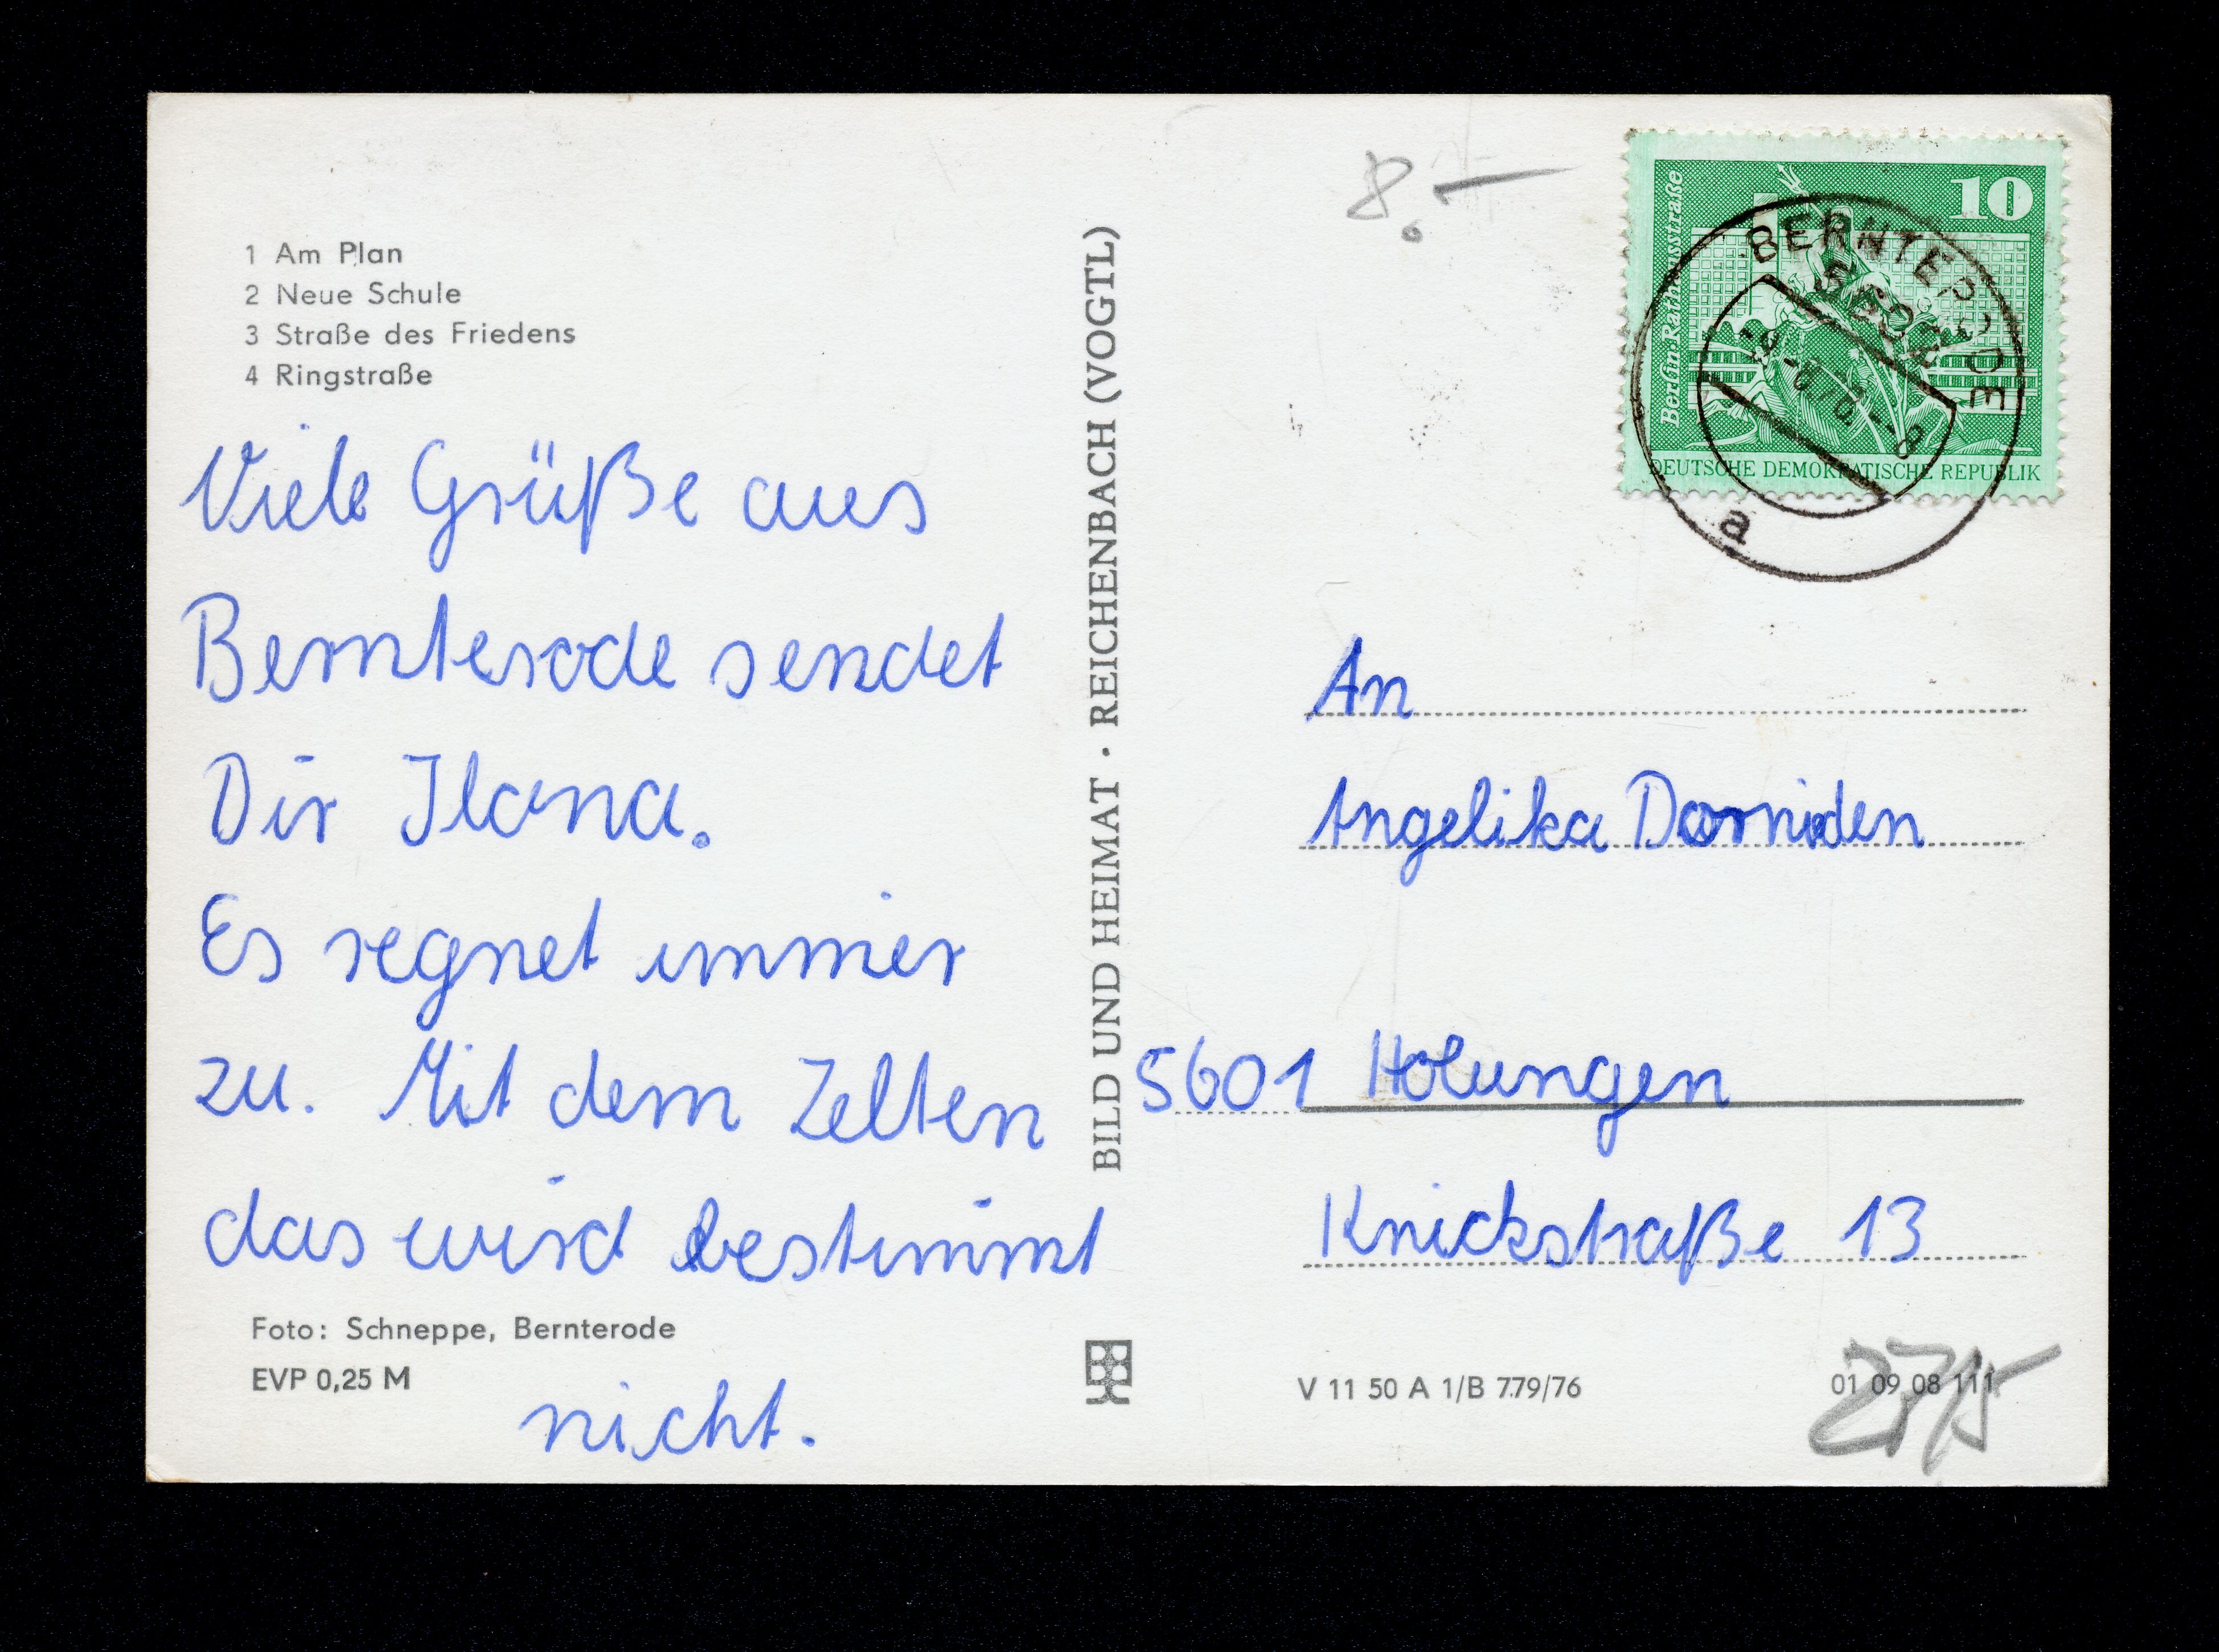 1 Am Plan
2 Neue Schule
3 Straße des Friedens
4 Ringstraße
Viele Grüße aus
Bernterode sendet
Dir Ilana.
Es regnet immer
zu. Mit dem Zelten
das wird bestimmt
nicht.
Foto: Schneppe, Bernterode
EVP 0,25 M
BILD UND HEIMAT · REICHENBACH (VOGTL)
8.-
10
Berlin: Rathausstraße
DEUTSCHE DEMOKRATISCHE REPUBLIK
BERNTERODE
a
An
Angelika
5601 Holungen
Knickstraße 13
V 11 50 A 1/B 779/76
01 09 08 111